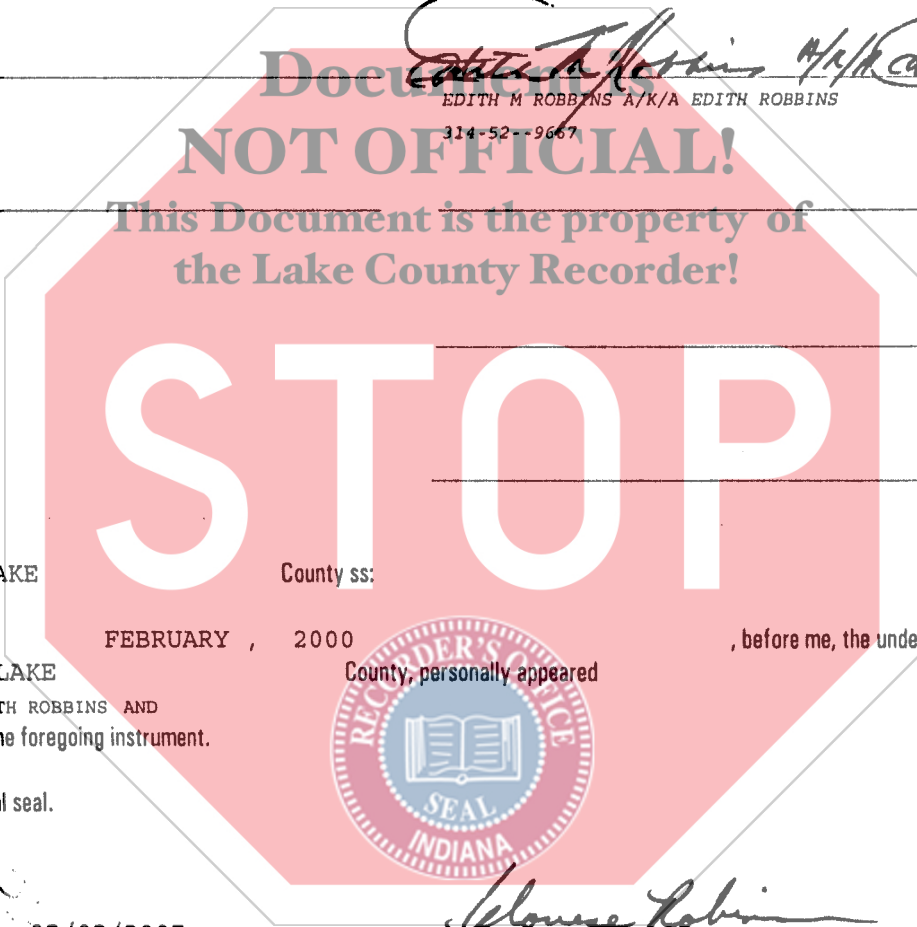 Edith M Robbins A/K/A
Document is
EDITH M ROBBINS A/K/A EDITH ROBBINS
314-52--9667
NOT OFFICIAL!
This Document is the property of
the Lake County Recorder!
STOP
AKE County ss:
FEBRUARY , 2000 , before me, the unde
LAKE County, personally appeared
TH ROBBINS AND
e foregoing instrument.
l seal.
RECORDER'S OFFICE
SEAL
INDIANA